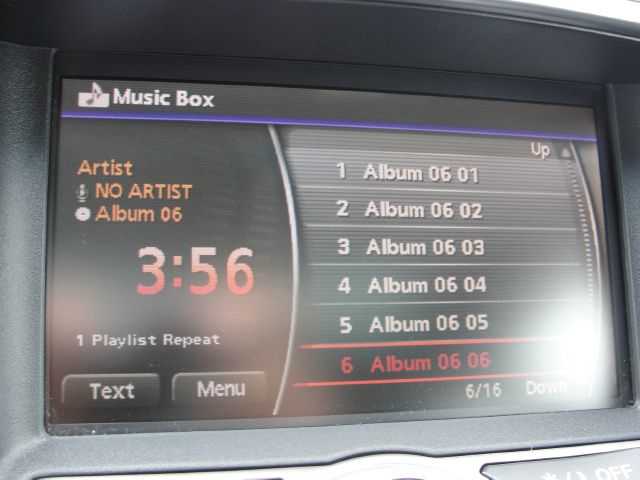 Music Box
Artist
NO ARTIST
Album 06
3:56
1 Playlist Repeat
Text Menu
Up
1 Album 06 01
2 Album 06 02
3 Album 06 03
4 Album 06 04
5 Album 06 05
6 Album 06 06
6/16 Down
OFF